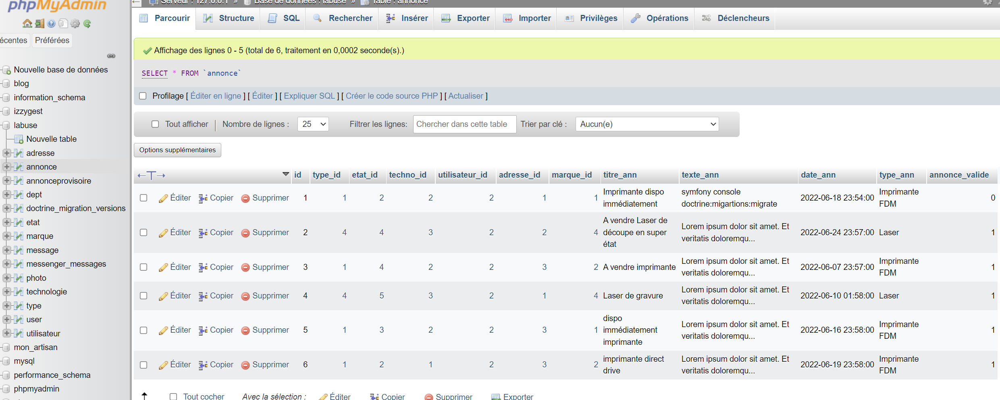 phpMyAdmin
écentes Préférées
Nouvelle base de données
blog
information_schema
izzygest
labuse
Nouvelle table
adresse
annonce
annonceprovisoire
dept
doctrine_migration_versions
etat
marque
message
messenger_messages
photo
technologie
type
user
utilisateur
mon_artisan
mysql
performance_schema
phpmyadmin
Serveur : 127.0.0.1 » Base de données : labuse » Table : annonce
Parcourir Structure SQL Rechercher Insérer Exporter Importer Privilèges Opérations Déclencheurs
Affichage des lignes 0 - 5 (total de 6, traitement en 0,0002 seconde(s).)
SELECT * FROM `annonce`
Profilage [ Éditer en ligne ] [ Éditer ] [ Expliquer SQL ] [ Créer le code source PHP ] [ Actualiser ]
Tout afficher Nombre de lignes : 25 Filtrer les lignes: Chercher dans cette table Trier par clé : Aucun(e)
Options supplémentaires
←T→ id type_id etat_id techno_id utilisateur_id adresse_id marque_id titre_ann texte_ann date_ann type_ann annonce_valide
Éditer Copier Supprimer 1 1 2 2 2 1 1 Imprimante dispo immédiatement symfony console doctrine:migartions:migrate 2022-06-18 23:54:00 Imprimante FDM 0
Éditer Copier Supprimer 2 4 4 3 2 2 4 A vendre Laser de découpe en super état Lorem ipsum dolor sit amet. Et veritatis doloremqu... 2022-06-24 23:57:00 Laser 1
Éditer Copier Supprimer 3 1 4 2 2 3 2 A vendre imprimante Lorem ipsum dolor sit amet. Et veritatis doloremqu... 2022-06-07 23:57:00 Imprimante FDM 1
Éditer Copier Supprimer 4 4 5 3 2 1 4 Laser de gravure Lorem ipsum dolor sit amet. Et veritatis doloremqu... 2022-06-10 01:58:00 Laser 1
Éditer Copier Supprimer 5 1 3 2 2 3 1 dispo immédiatement imprimante Lorem ipsum dolor sit amet. Et veritatis doloremqu... 2022-06-16 23:58:00 Imprimante FDM 1
Éditer Copier Supprimer 6 1 2 1 2 3 2 imprimante direct drive Lorem ipsum dolor sit amet. Et veritatis doloremqu... 2022-06-19 23:58:00 Imprimante FDM 1
Tout cocher Avec la sélection : Éditer Copier Supprimer Exporter